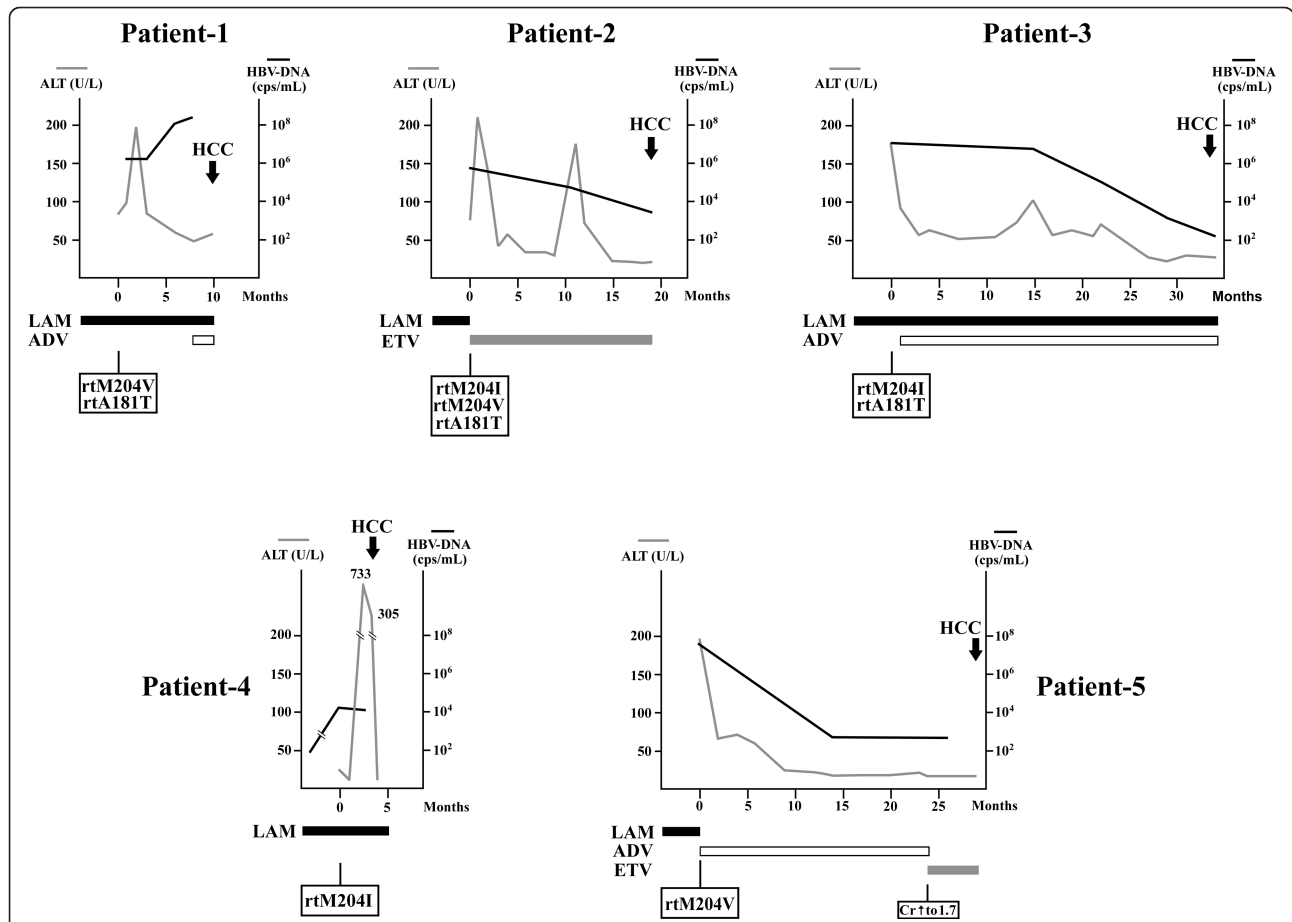 Patient-1
ALT (U/L)
HBV-DNA
(cps/mL)
200
150
100
50
10⁸
10⁶
10⁴
10²
HCC
0 5 10 Months
LAM
ADV
rtM204V
rtA181T
Patient-2
ALT (U/L)
HBV-DNA
(cps/mL)
200
150
100
50
10⁸
10⁶
10⁴
10²
HCC
0 5 10 15 20 Months
LAM
ETV
rtM204I
rtM204V
rtA181T
Patient-3
ALT (U/L)
HBV-DNA
(cps/mL)
200
150
100
50
10⁸
10⁶
10⁴
10²
HCC
0 5 10 15 20 25 30 Months
LAM
ADV
rtM204I
rtA181T
Patient-4
ALT (U/L)
HCC
HBV-DNA
(cps/mL)
733
305
200
150
100
50
10⁸
10⁶
10⁴
10²
0 5 Months
LAM
rtM204I
Patient-5
ALT (U/L)
HBV-DNA
(cps/mL)
200
150
100
50
10⁸
10⁶
10⁴
10²
HCC
0 5 10 15 20 25 Months
LAM
ADV
ETV
rtM204V
Cr↑to1.7